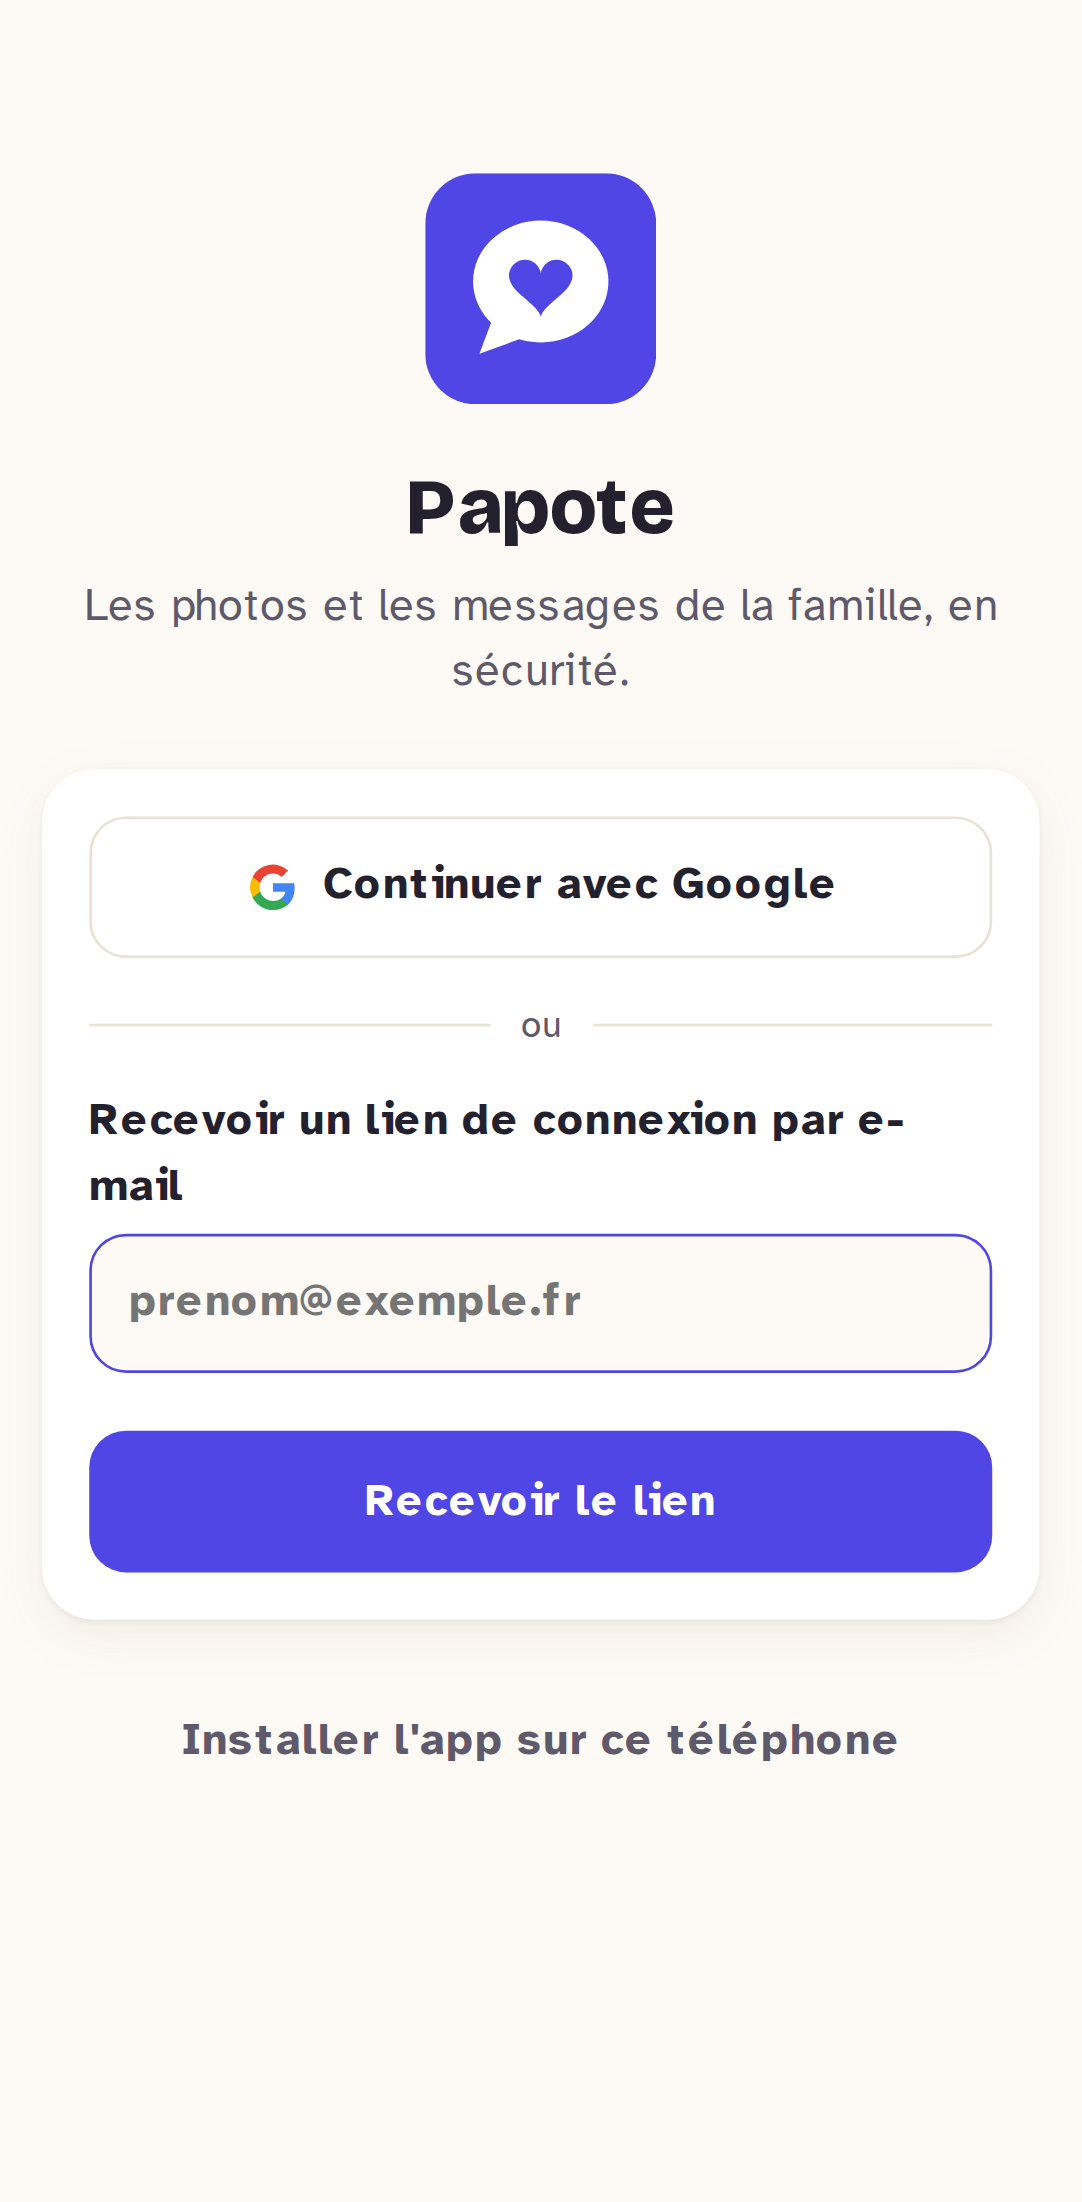 Papote
Les photos et les messages de la famille, en
sécurité.
Continuer avec Google
ou
Recevoir un lien de connexion par e-
mail
prenom@exemple.fr
Recevoir le lien
Installer l'app sur ce téléphone